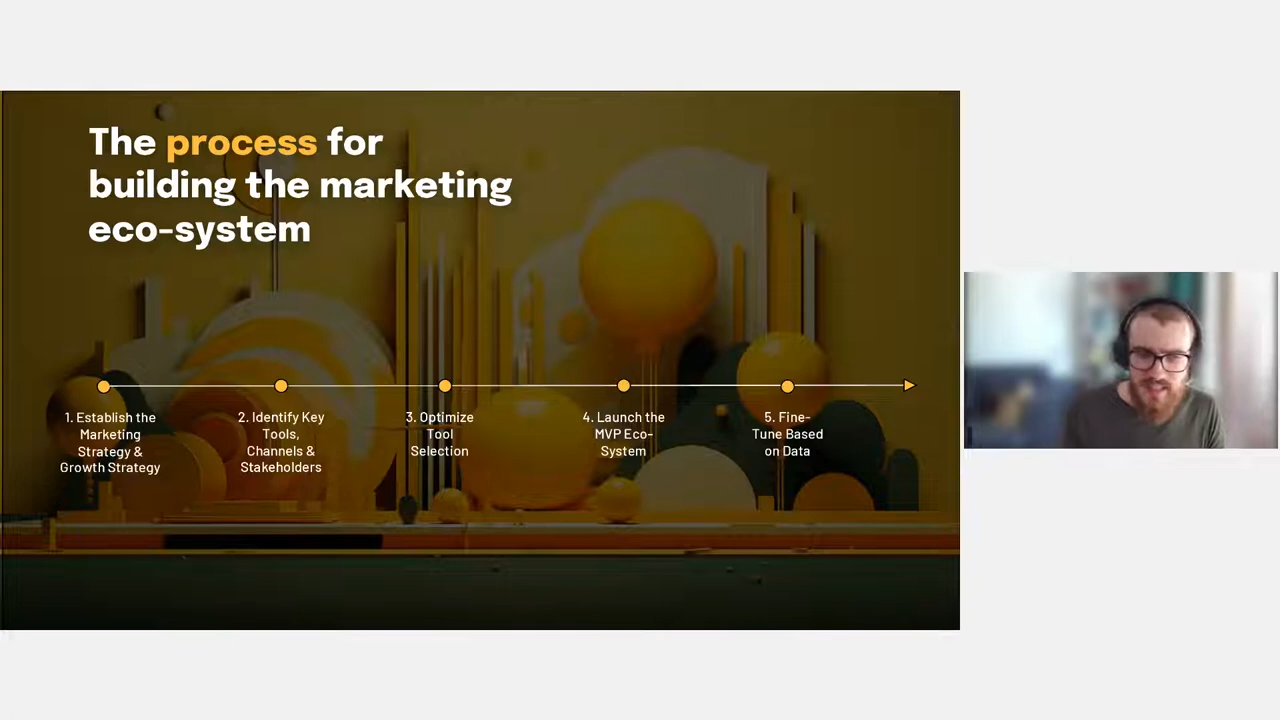 The process for
building the marketing
eco-system
1. Establish the
Marketing
Strategy &
Growth Strategy
2. Identify Key
Tools,
Channels &
Stakeholders
3. Optimize
Tool
Selection
4. Launch the
MVP Eco-
System
5. Fine-
Tune Based
on Data